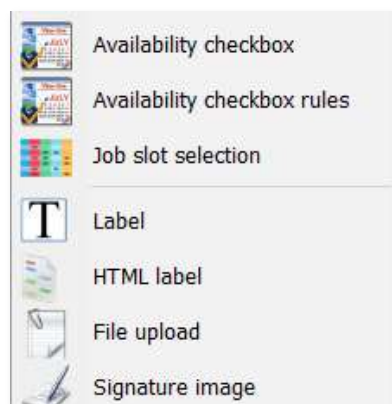 Availability checkbox
Availability checkbox rules
Job slot selection
T
Label
HTML label
File upload
Signature image